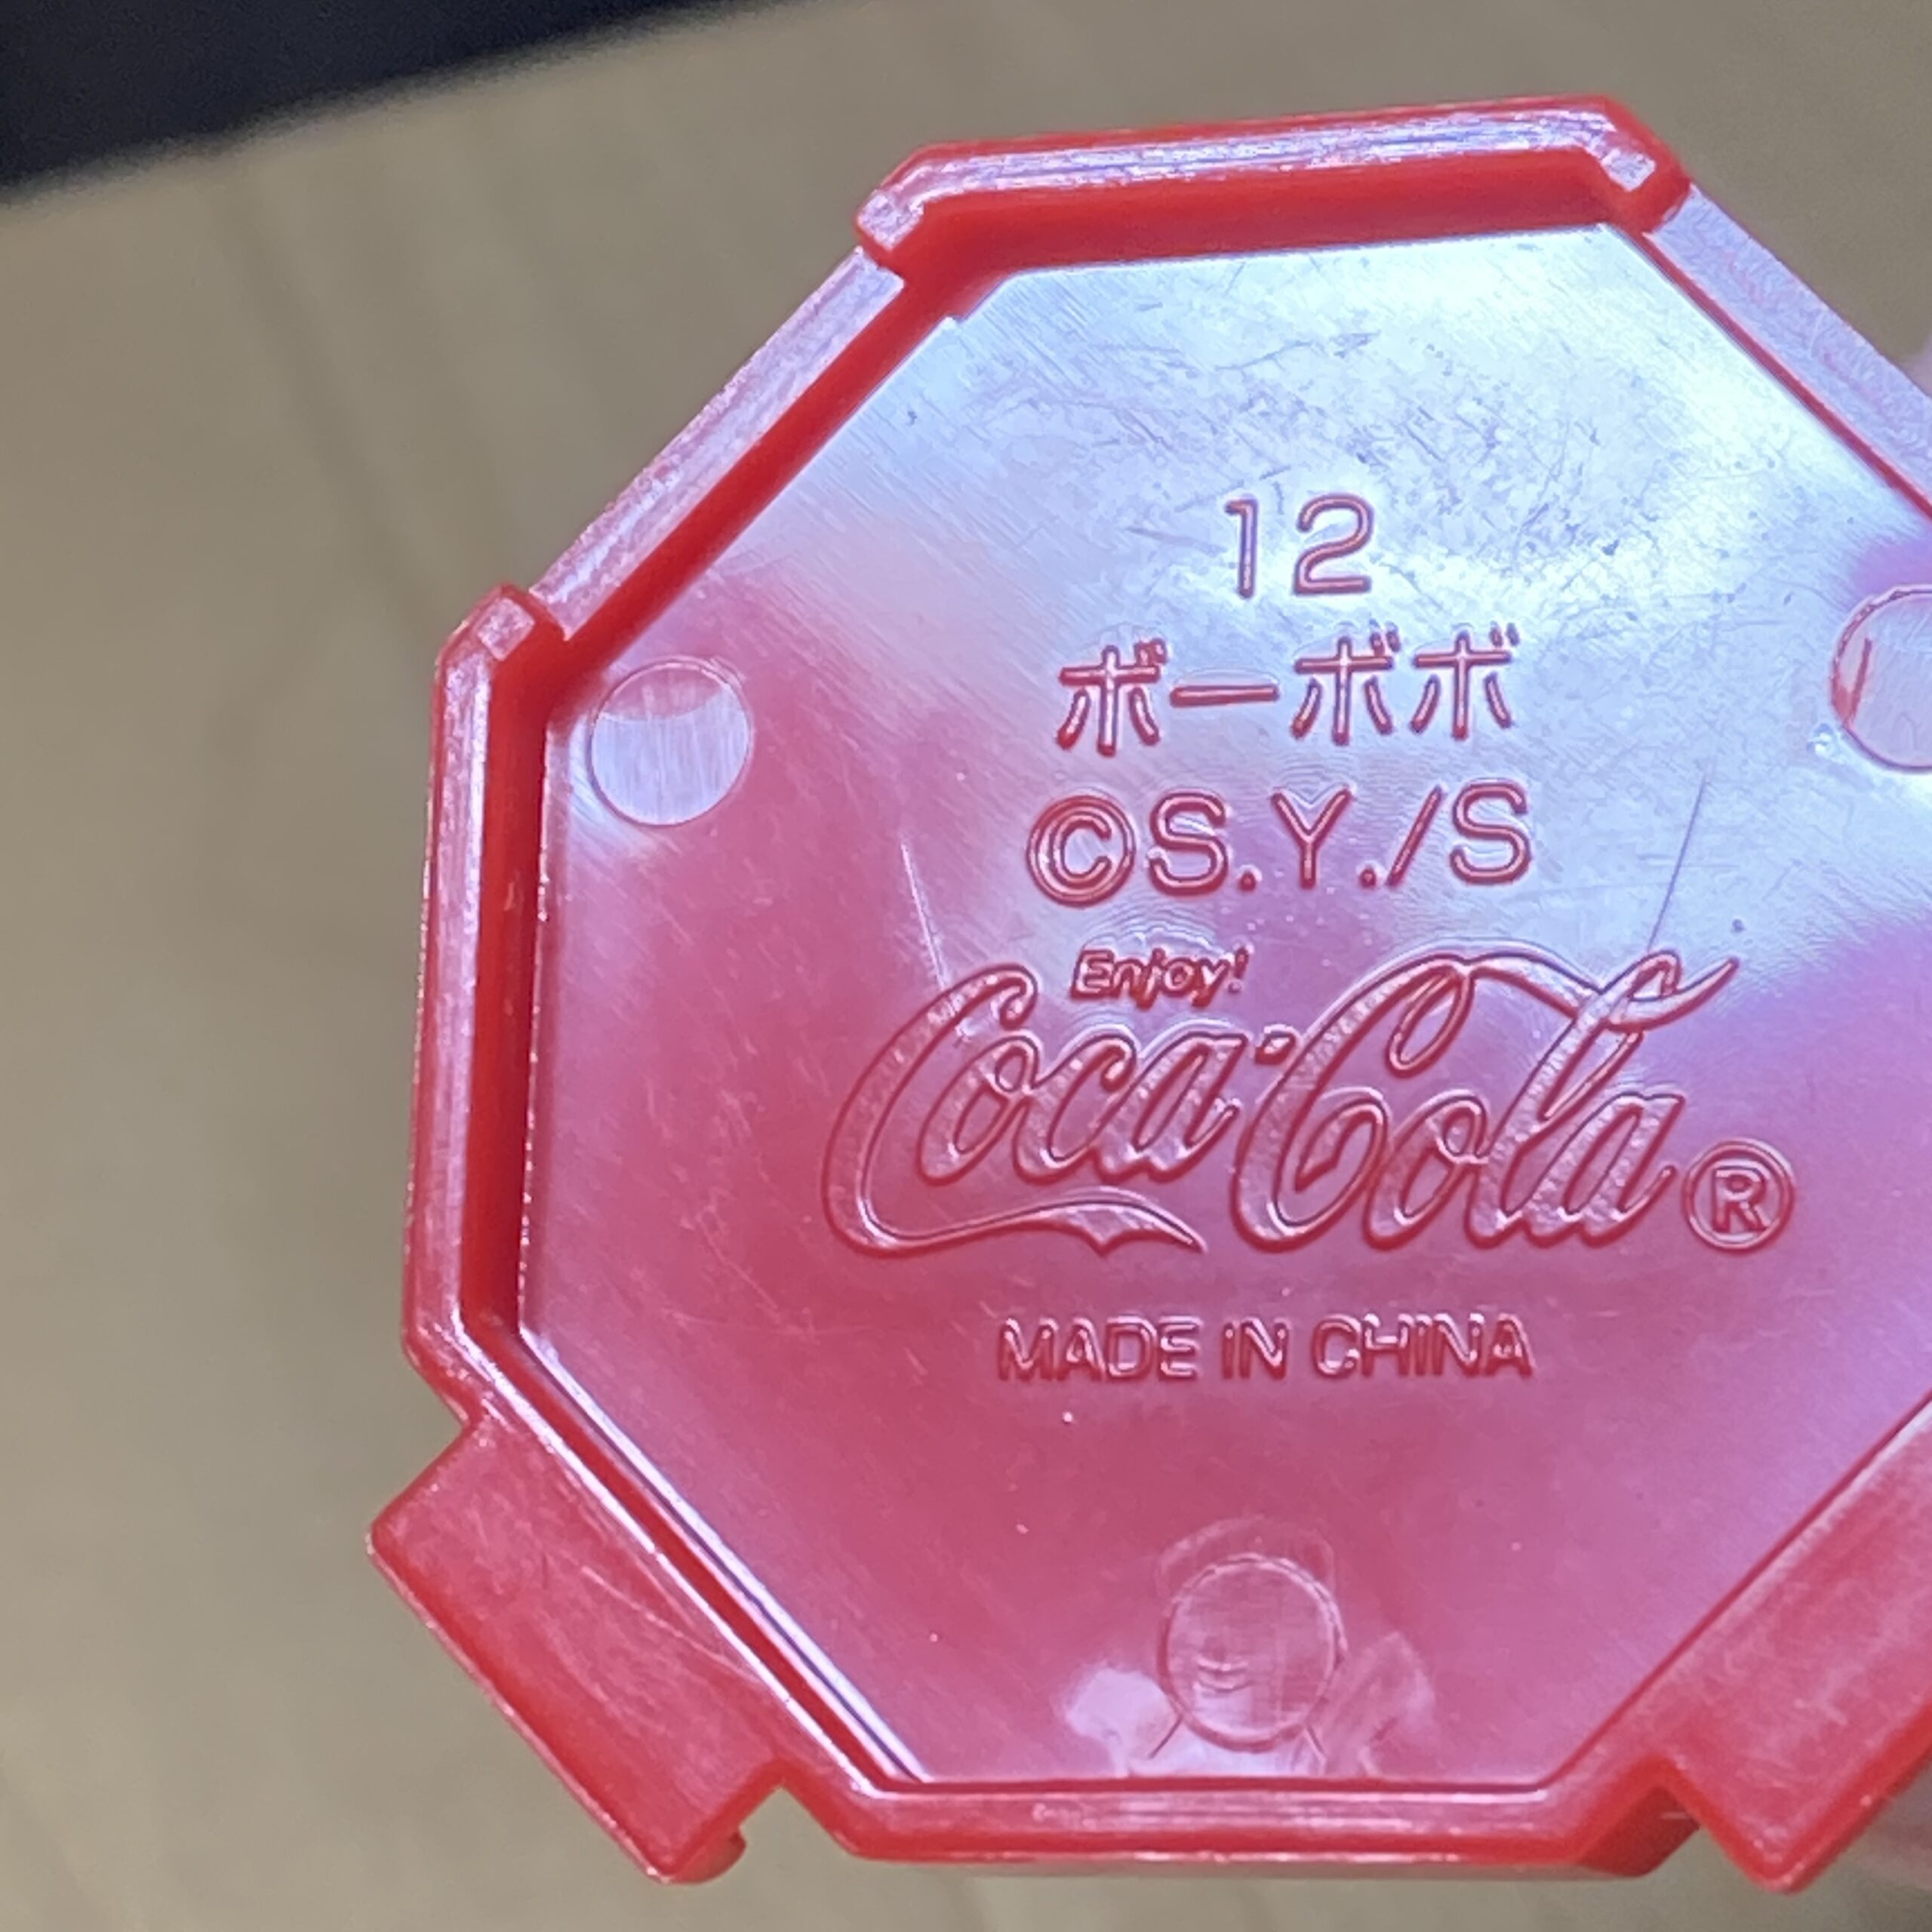 12
ボーボボ
©S.Y./S
Enjoy!
Coca-Cola®
MADE IN CHINA